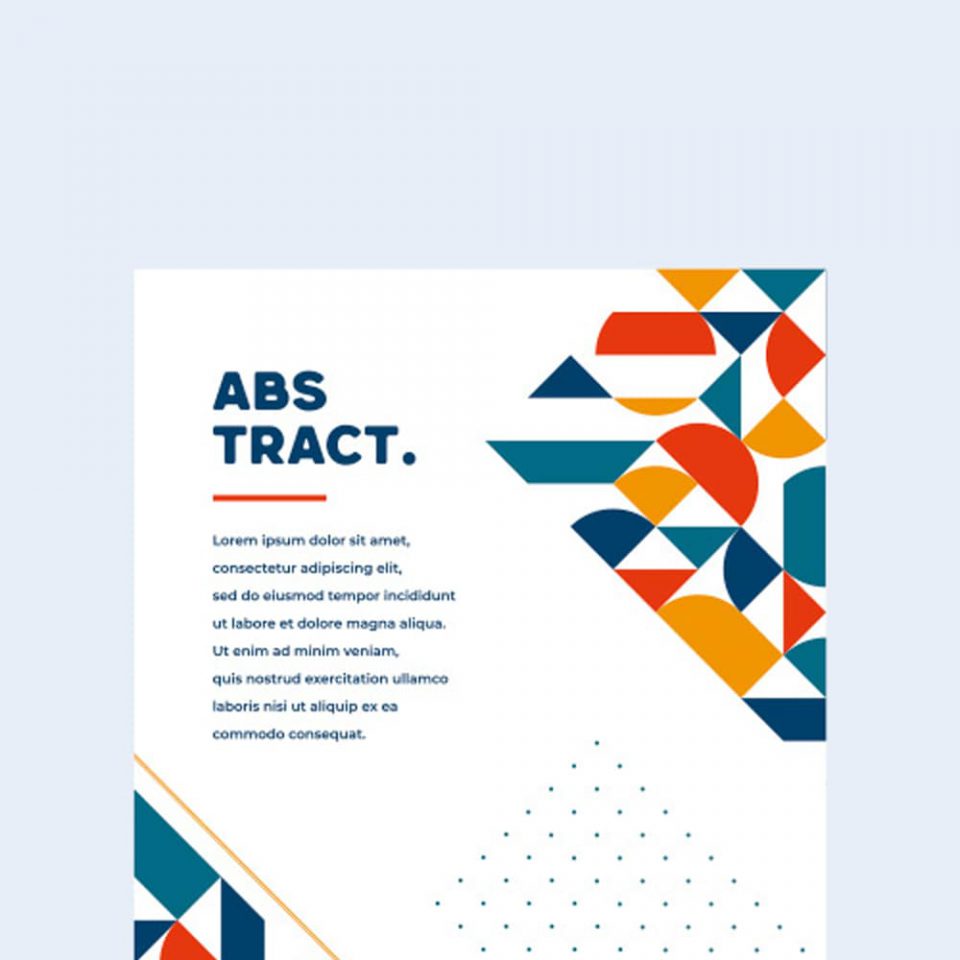 ABS
TRACT.
Lorem ipsum dolor sit amet,
consectetur adipiscing elit,
sed do eiusmod tempor incididunt
ut labore et dolore magna aliqua.
Ut enim ad minim veniam,
quis nostrud exercitation ullamco
laboris nisi ut aliquip ex ea
commodo consequat.